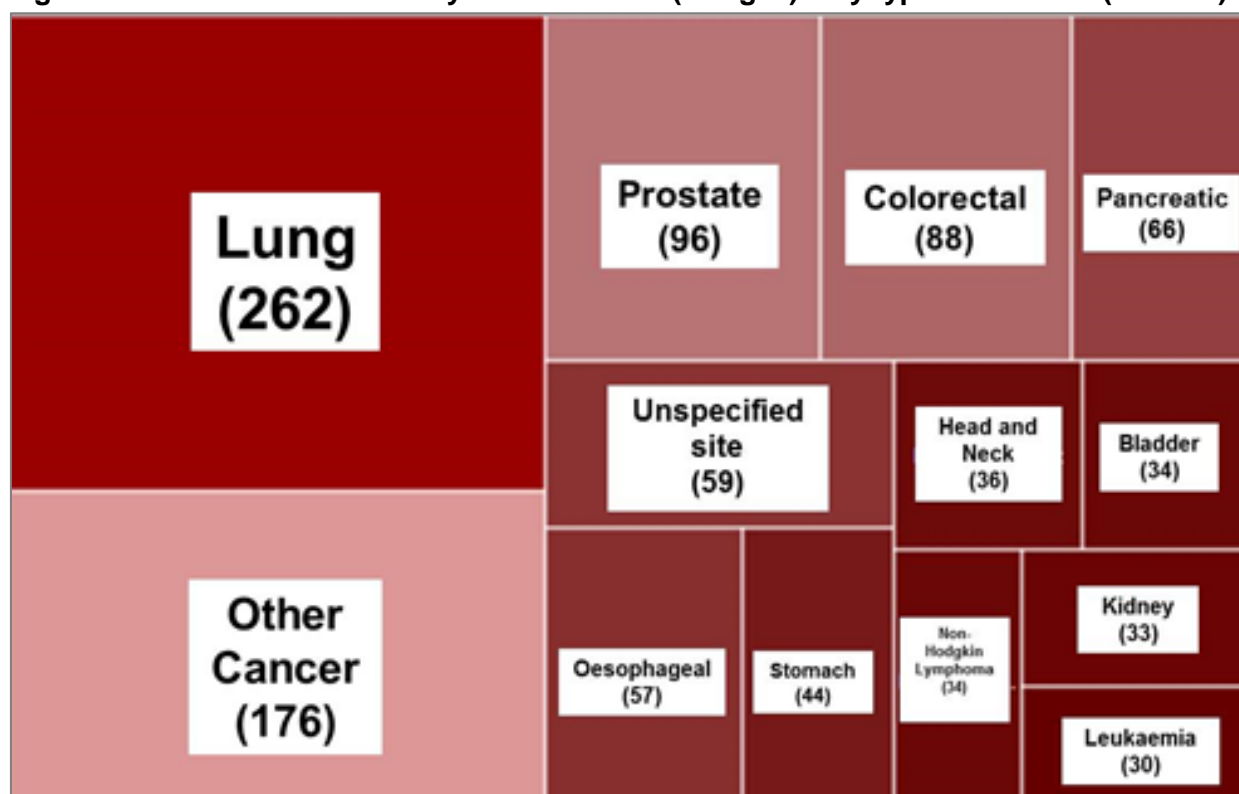 Lung
(262)
Prostate
(96)
Colorectal
(88)
Pancreatic
(66)
Unspecified
site
(59)
Head and
Neck
(36)
Bladder
(34)
Other
Cancer
(176)
Oesophageal
(57)
Stomach
(44)
Non-
Hodgkin
Lymphoma
(34)
Kidney
(33)
Leukaemia
(30)